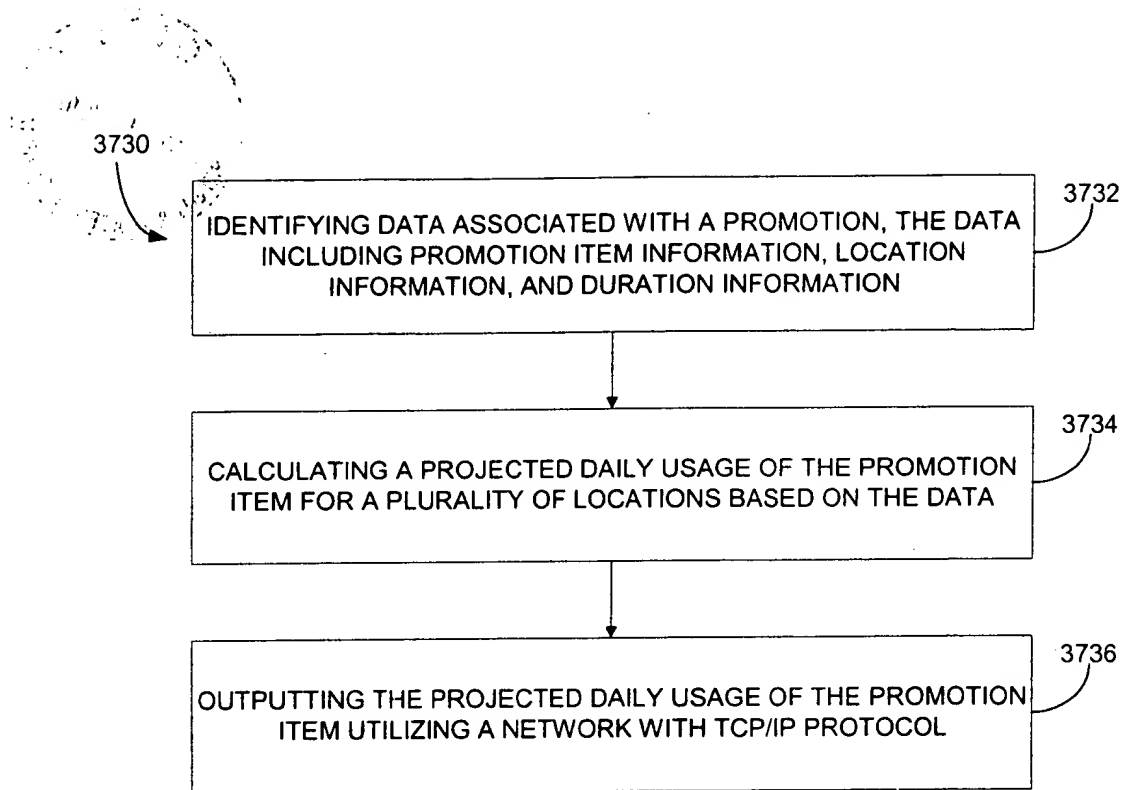 3730
3732
IDENTIFYING DATA ASSOCIATED WITH A PROMOTION, THE DATA
INCLUDING PROMOTION ITEM INFORMATION, LOCATION
INFORMATION, AND DURATION INFORMATION
3734
CALCULATING A PROJECTED DAILY USAGE OF THE PROMOTION
ITEM FOR A PLURALITY OF LOCATIONS BASED ON THE DATA
3736
OUTPUTTING THE PROJECTED DAILY USAGE OF THE PROMOTION
ITEM UTILIZING A NETWORK WITH TCP/IP PROTOCOL